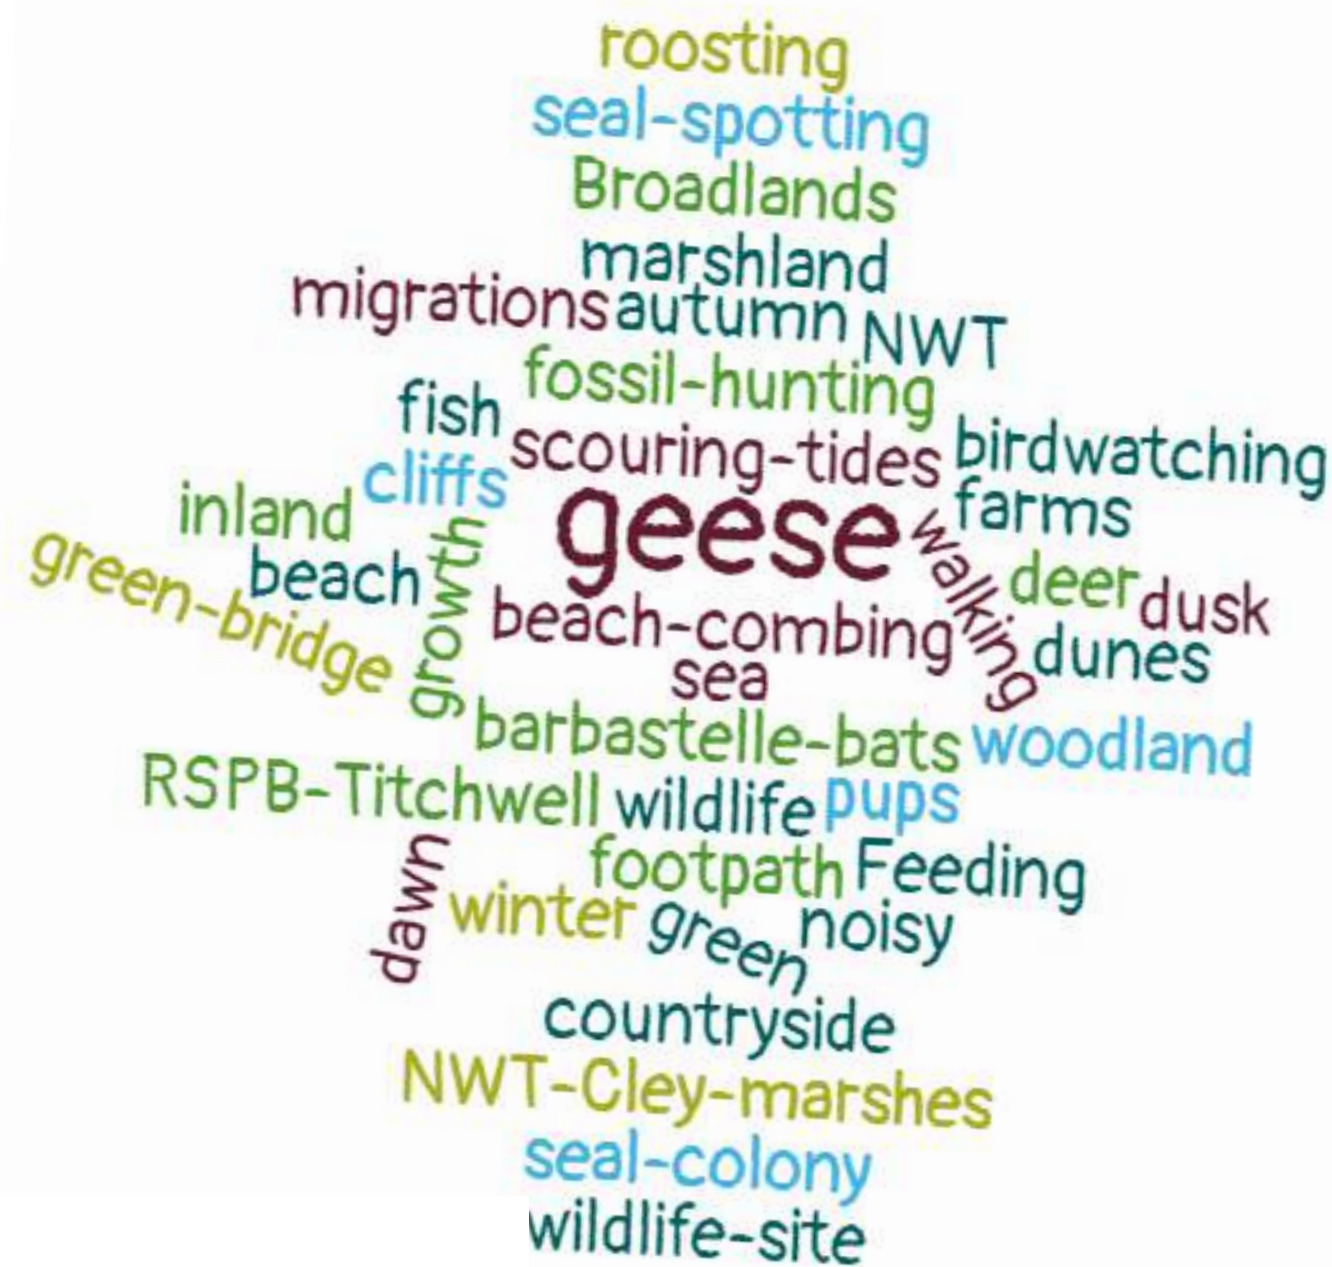 roosting
seal-spotting
Broadlands
marshland
migrations autumn NWT
fossil-hunting
fish
scouring-tides birdwatching
cliffs
inland
geese
farms
walking
green-bridge
beach
growth
deer dusk
beach-combing
dunes
sea
barbastelle-bats woodland
RSPB-Titchwell wildlife pups
footpath Feeding
dawn
winter green noisy
countryside
NWT-Cley-marshes
seal-colony
wildlife-site